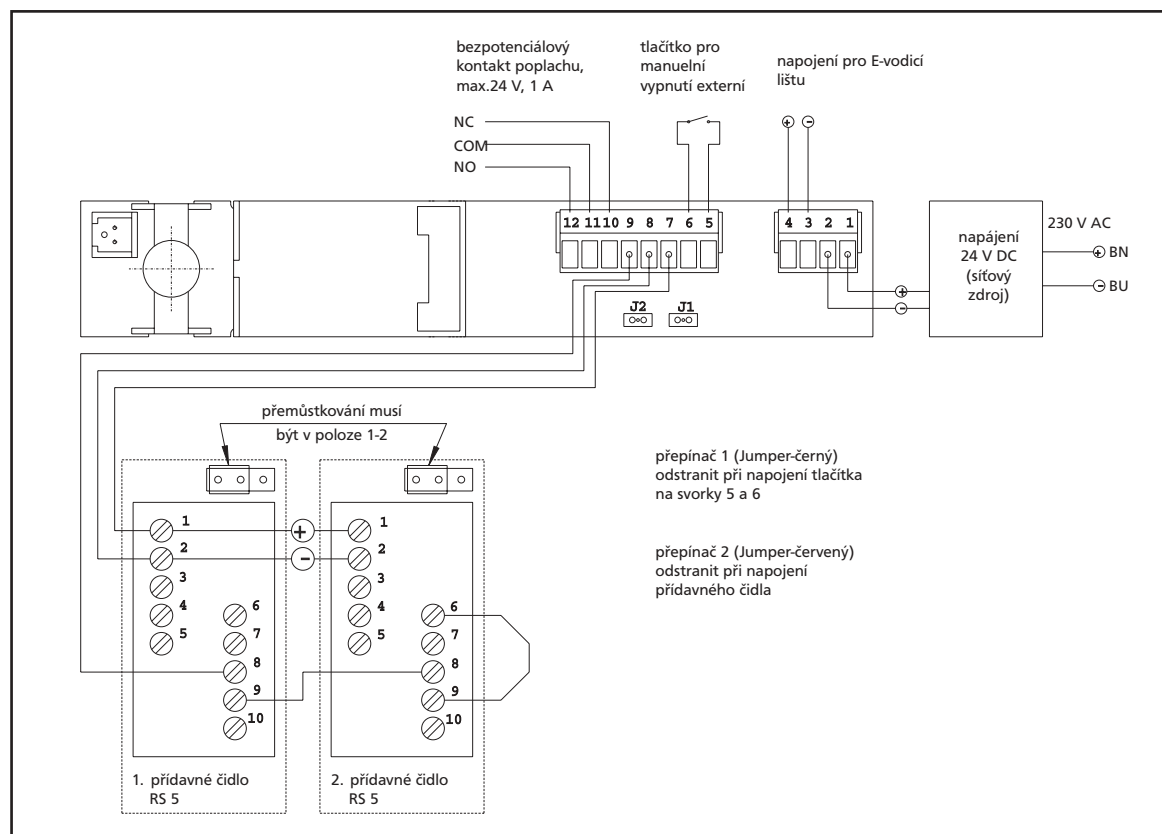 bezpotenciálový
kontakt poplachu,
max.24 V, 1 A
tlačítko pro
manuelní
vypnutí externí
napojení pro E-vodicí
lištu
NC
COM
NO
+ -
12 11 10 9 8 7 6 5
4 3 2 1
J2 J1
napájení
24 V DC
(síťový
zdroj)
230 V AC
+ BN
- BU
+
-
přemůstkování musí
být v poloze 1-2
1
2
3
4
5
6
7
8
9
10
1. přídavné čidlo
RS 5
+
-
1
2
3
4
5
6
7
8
9
10
2. přídavné čidlo
RS 5
přepínač 1 (Jumper-černý)
odstranit při napojení tlačítka
na svorky 5 a 6
přepínač 2 (Jumper-červený)
odstranit při napojení
přídavného čidla